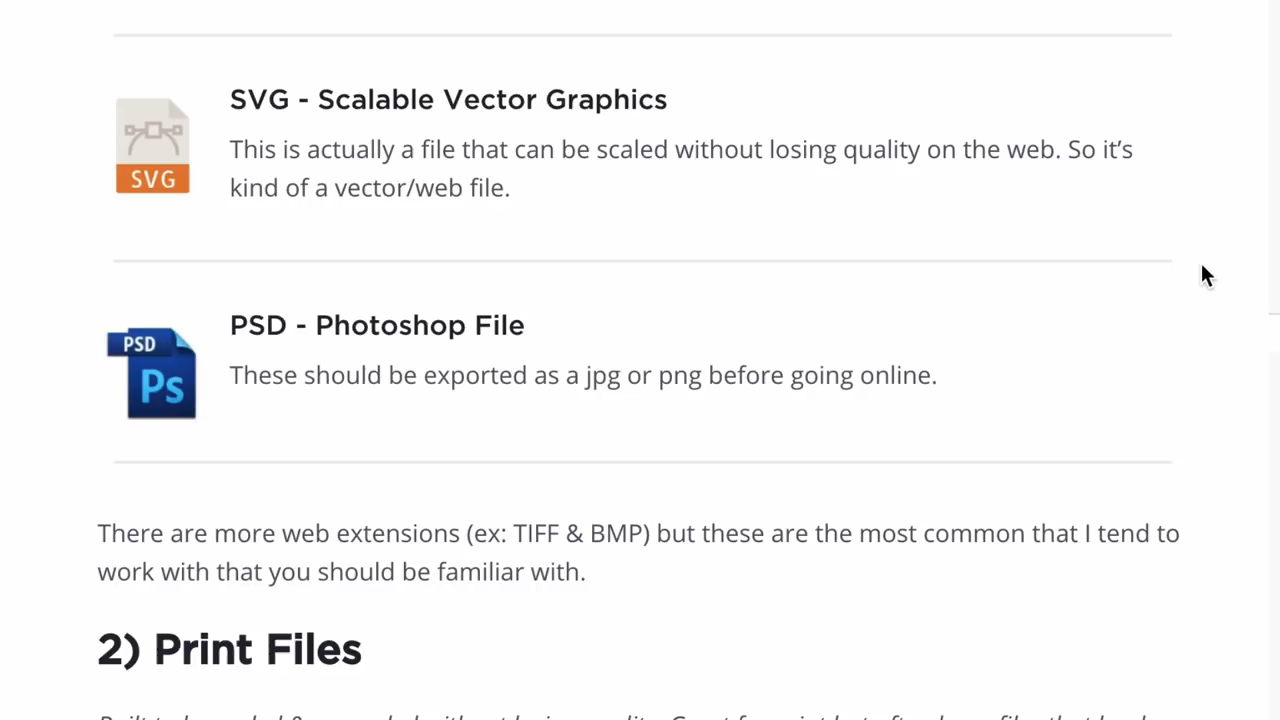 SVG - Scalable Vector Graphics
This is actually a file that can be scaled without losing quality on the web. So it’s
kind of a vector/web file.
SVG
PSD - Photoshop File
PSD
These should be exported as a jpg or png before going online.
Ps
There are more web extensions (ex: TIFF & BMP) but these are the most common that I tend to
work with that you should be familiar with.
2) Print Files